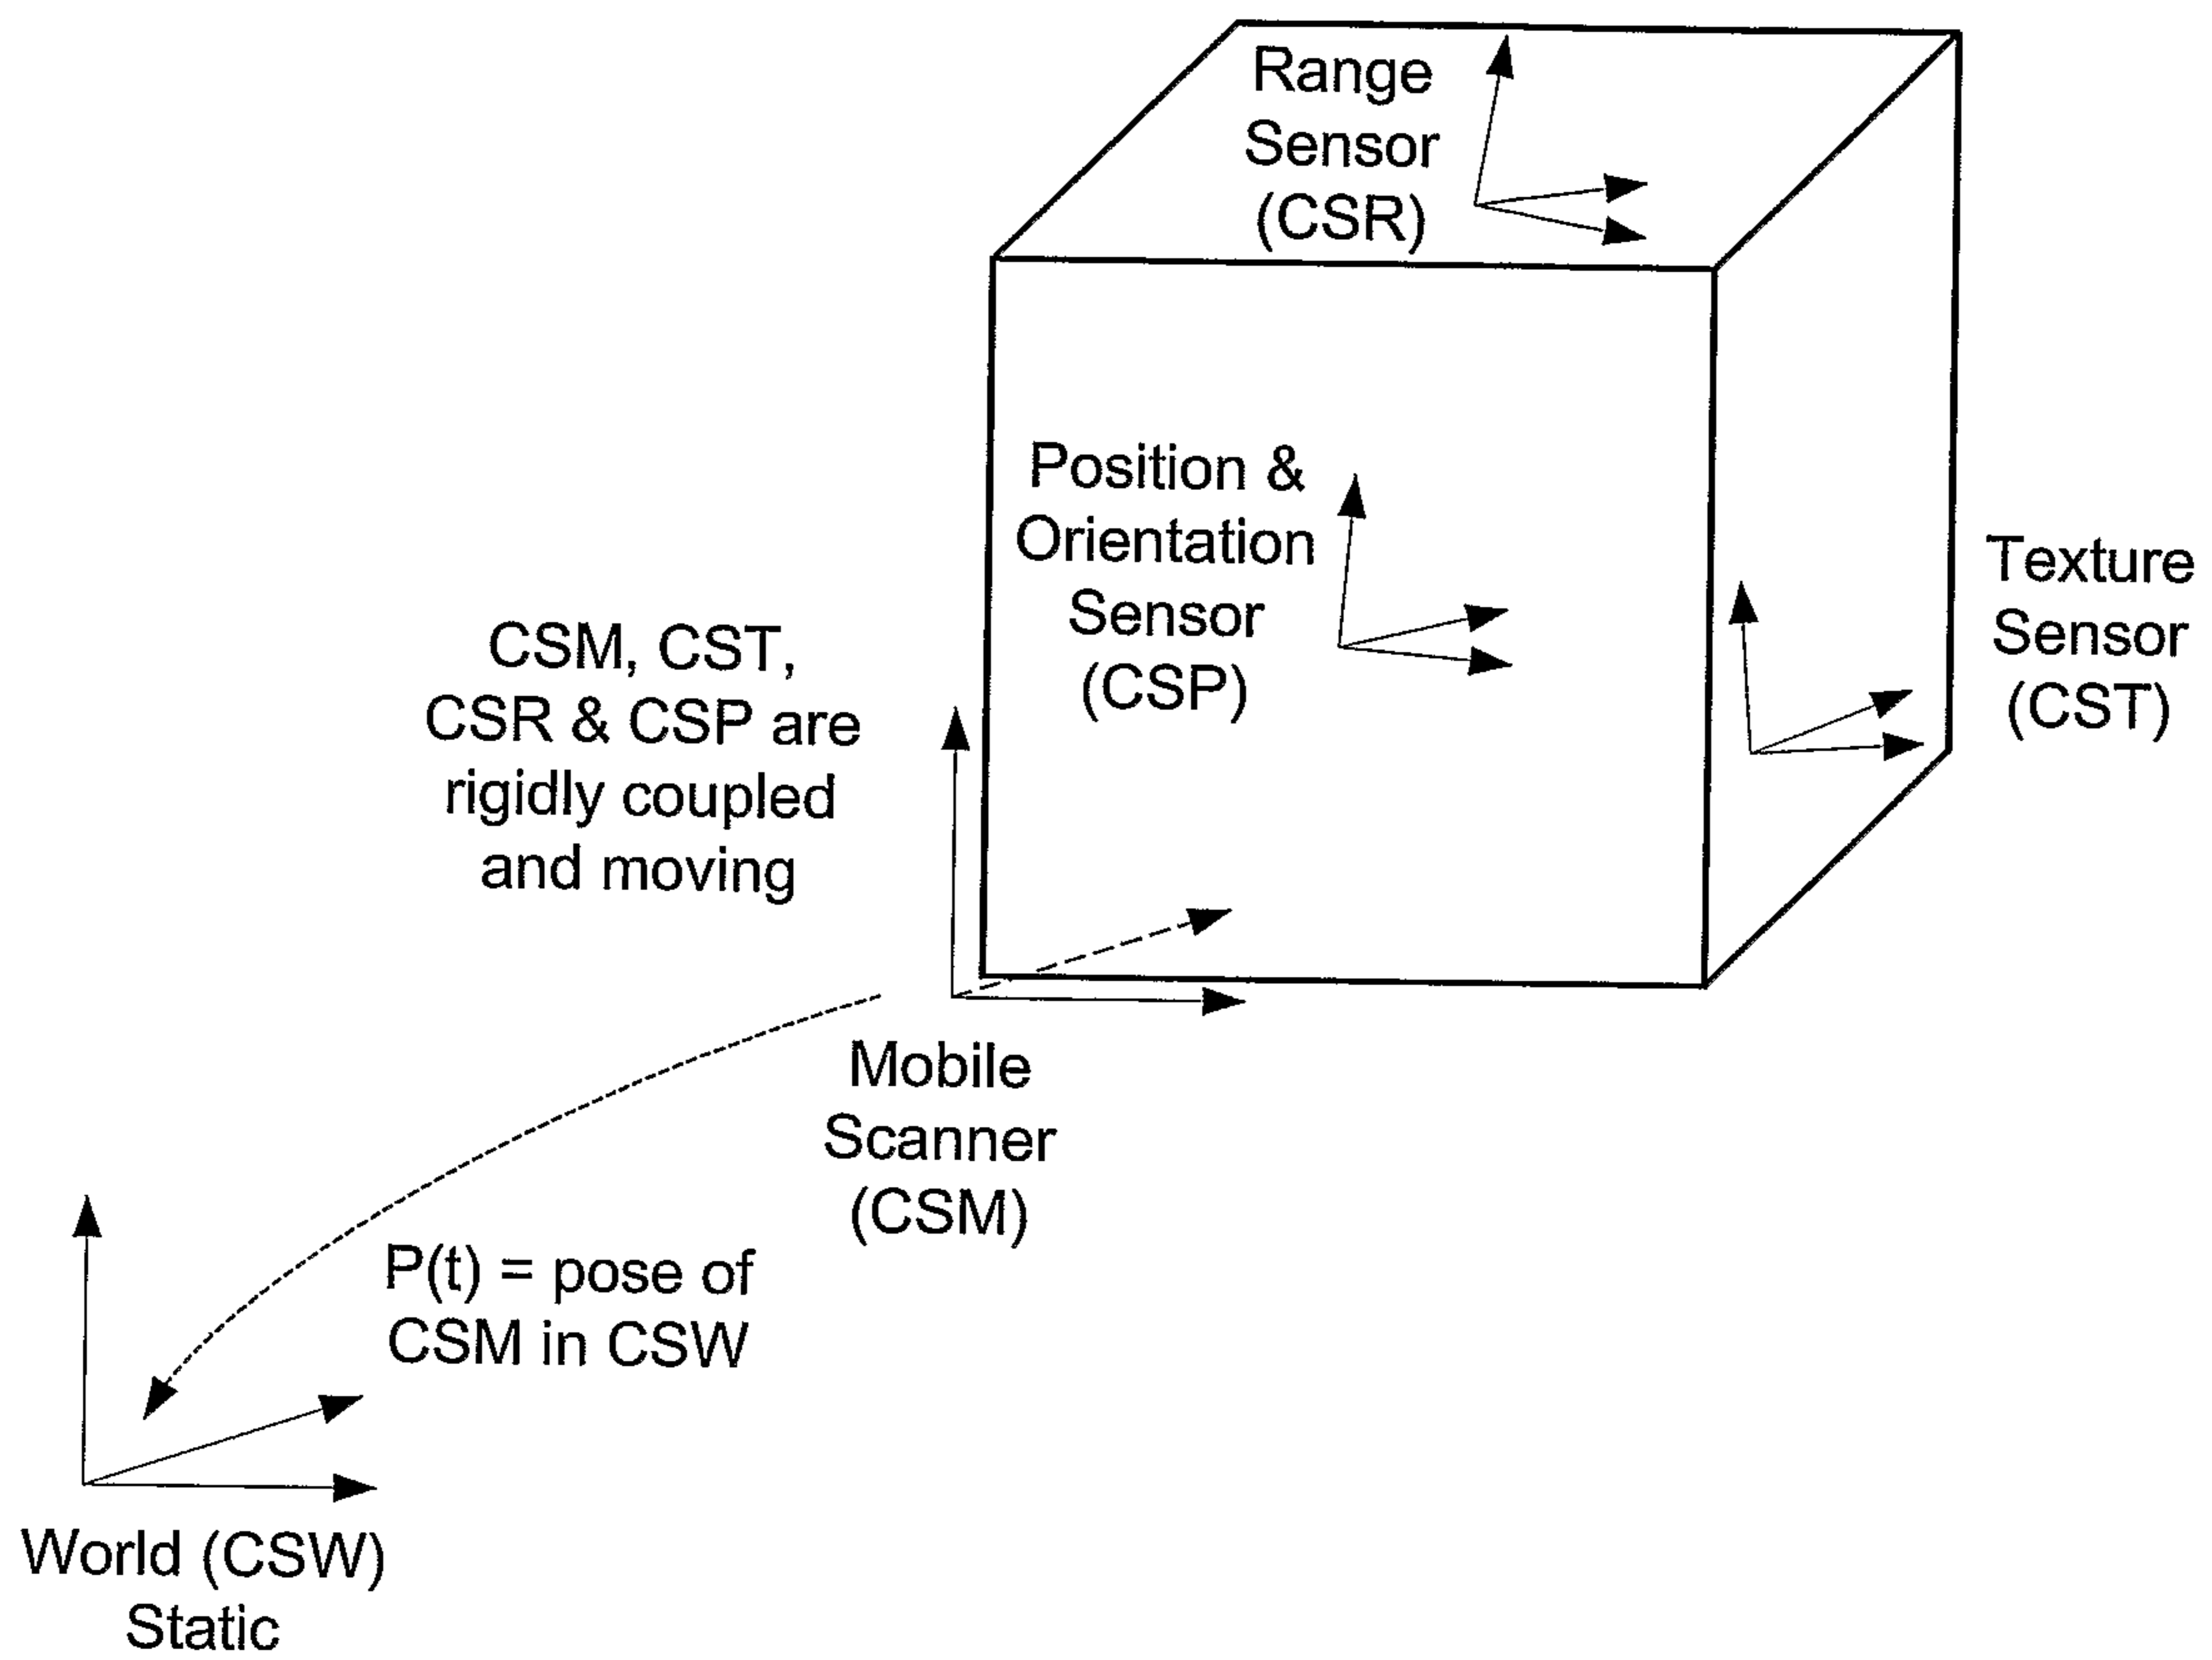 Range
Sensor
(CSR)
Position &
Orientation
Sensor
(CSP)
Texture
Sensor
(CST)
CSM, CST,
CSR & CSP are
rigidly coupled
and moving
Mobile
Scanner
(CSM)
P(t) = pose of
CSM in CSW
World (CSW)
Static